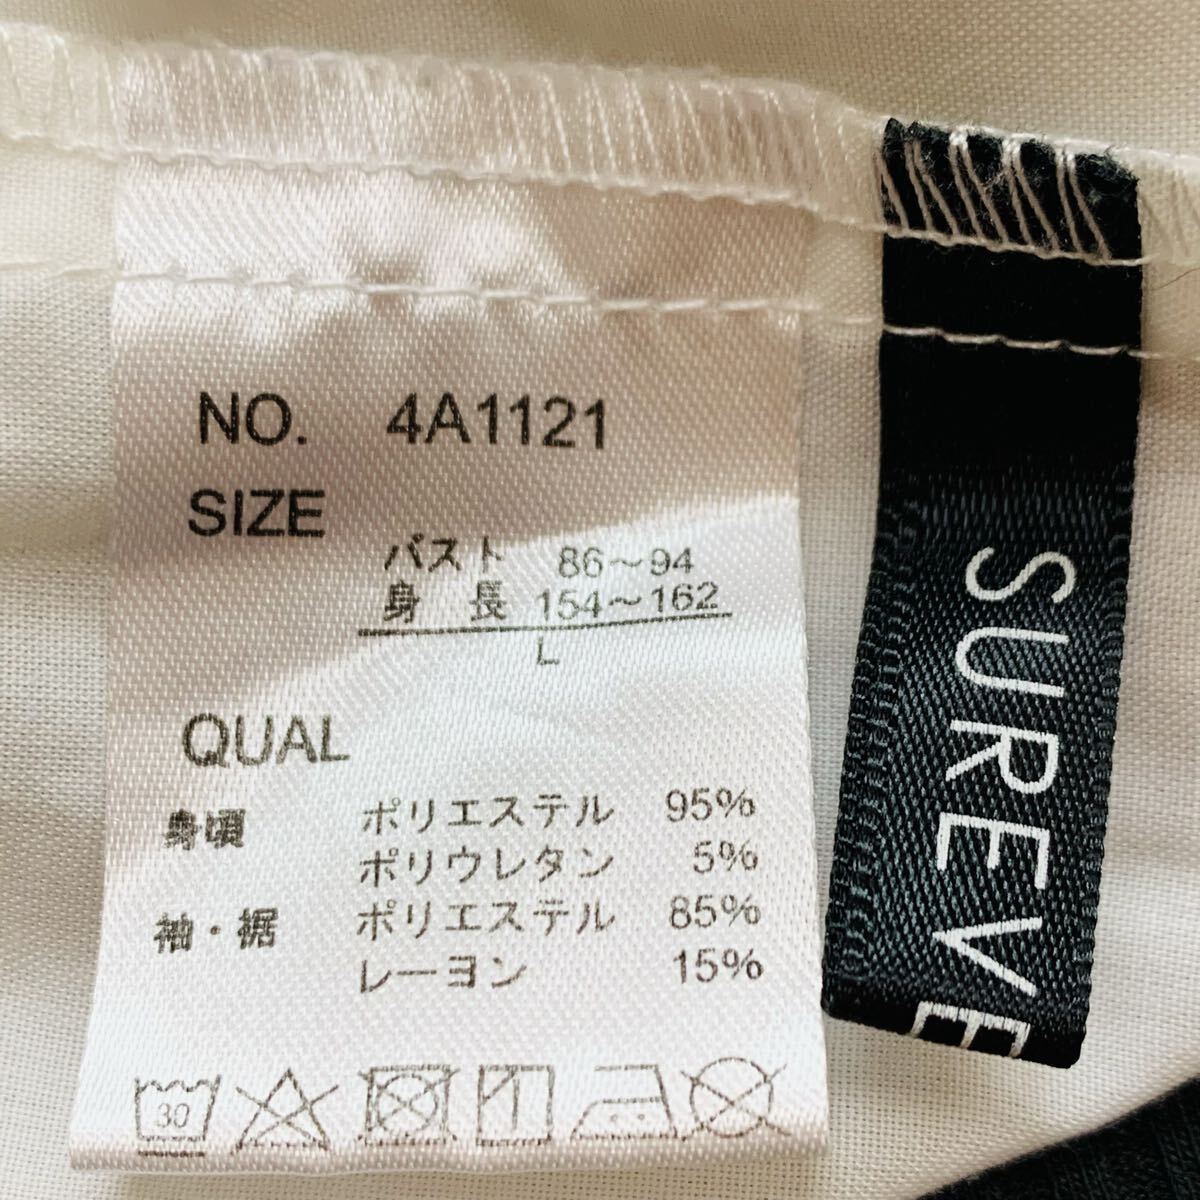 NO. 4A1121
SIZE
バスト 86～94
身 長 154～162
L
QUAL
身頃 ポリエステル 95%
ポリウレタン 5%
袖・裾 ポリエステル 85%
レーヨン 15%
30
SUREVE